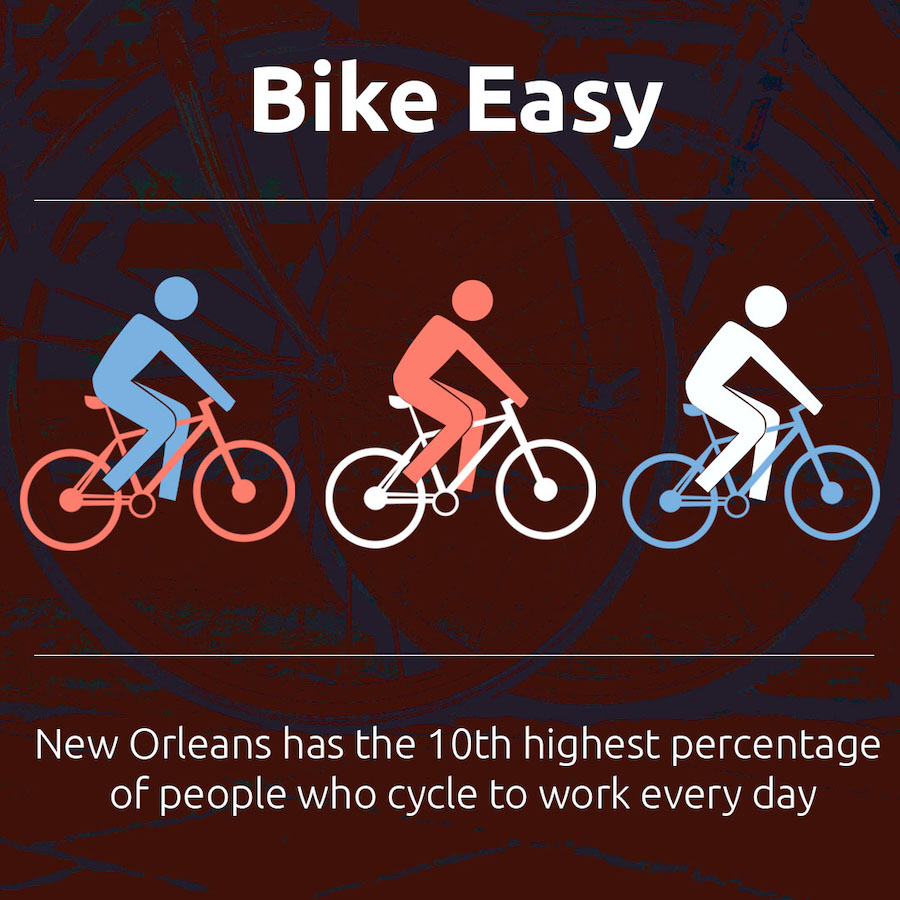 Bike Easy
New Orleans has the 10th highest percentage
of people who cycle to work every day